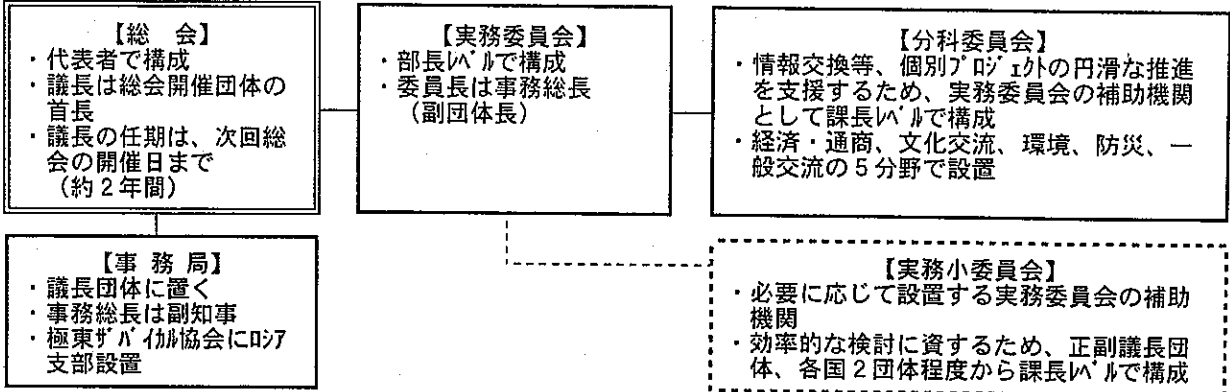 【総　会】
・代表者で構成
・議長は総会開催団体の
首長
・議長の任期は、次回総
会の開催日まで
（約２年間）
【実務委員会】
・部長ﾚﾍﾞﾙで構成
・委員長は事務総長
（副団体長）
【分科委員会】
・情報交換等、個別ﾌﾟﾛｼﾞｪｸﾄの円滑な推進
を支援するため、実務委員会の補助機関
として課長ﾚﾍﾞﾙで構成
・経済・通商、文化交流、環境、防災、一
般交流の５分野で設置
【事 務 局】
・議長団体に置く
・事務総長は副知事
・極東ｻﾞﾊﾞｲｶﾙ協会にﾛｼｱ
支部設置
【実務小委員会】
・必要に応じて設置する実務委員会の補助
機関
・効率的な検討に資するため、正副議長団
体、各国２団体程度から課長ﾚﾍﾞﾙで構成